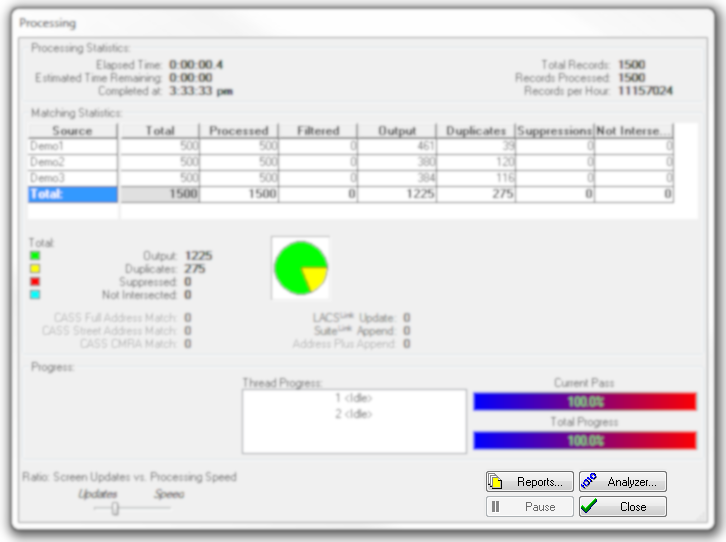 Processing
Processing Statistics:
Elapsed Time: 0:00:00.4
Estimated Time Remaining: 0:00:00
Completed at: 3:33:33 pm
Total Records: 1500
Records Processed: 1500
Records per Hour: 11157024
Matching Statistics:
Source Total Processed Filtered Output Duplicates Suppressions Not Interse...
Demo1 500 500 0 461 39 0 0
Demo2 500 500 0 380 120 0 0
Demo3 500 500 0 384 116 0 0
Total: 1500 1500 0 1225 275 0 0
Total:
Output: 1225
Duplicates: 275
Suppressed: 0
Not Intersected: 0
CASS Full Address Match: 0
CASS Street Address Match: 0
CASS CMRA Match: 0
LACSLink Update: 0
SuiteLink Append: 0
Address Plus Append: 0
Progress:
Thread Progress:
1 <Idle>
2 <Idle>
Current Pass
100.0%
Total Progress
100.0%
Ratio: Screen Updates vs. Processing Speed
Updates Speed
Reports... Analyzer...
Pause Close